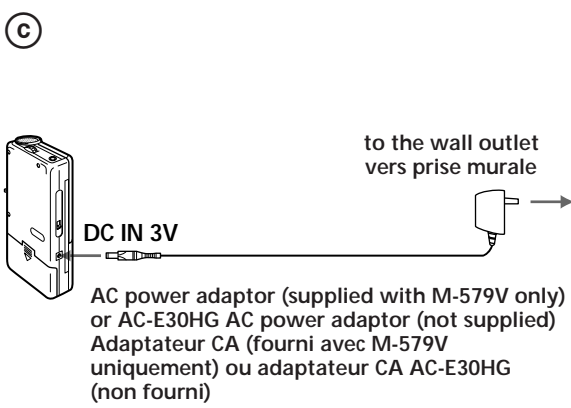 C
to the wall outlet
vers prise murale
DC IN 3V
AC power adaptor (supplied with M-579V only)
or AC-E30HG AC power adaptor (not supplied)
Adaptateur CA (fourni avec M-579V
uniquement) ou adaptateur CA AC-E30HG
(non fourni)